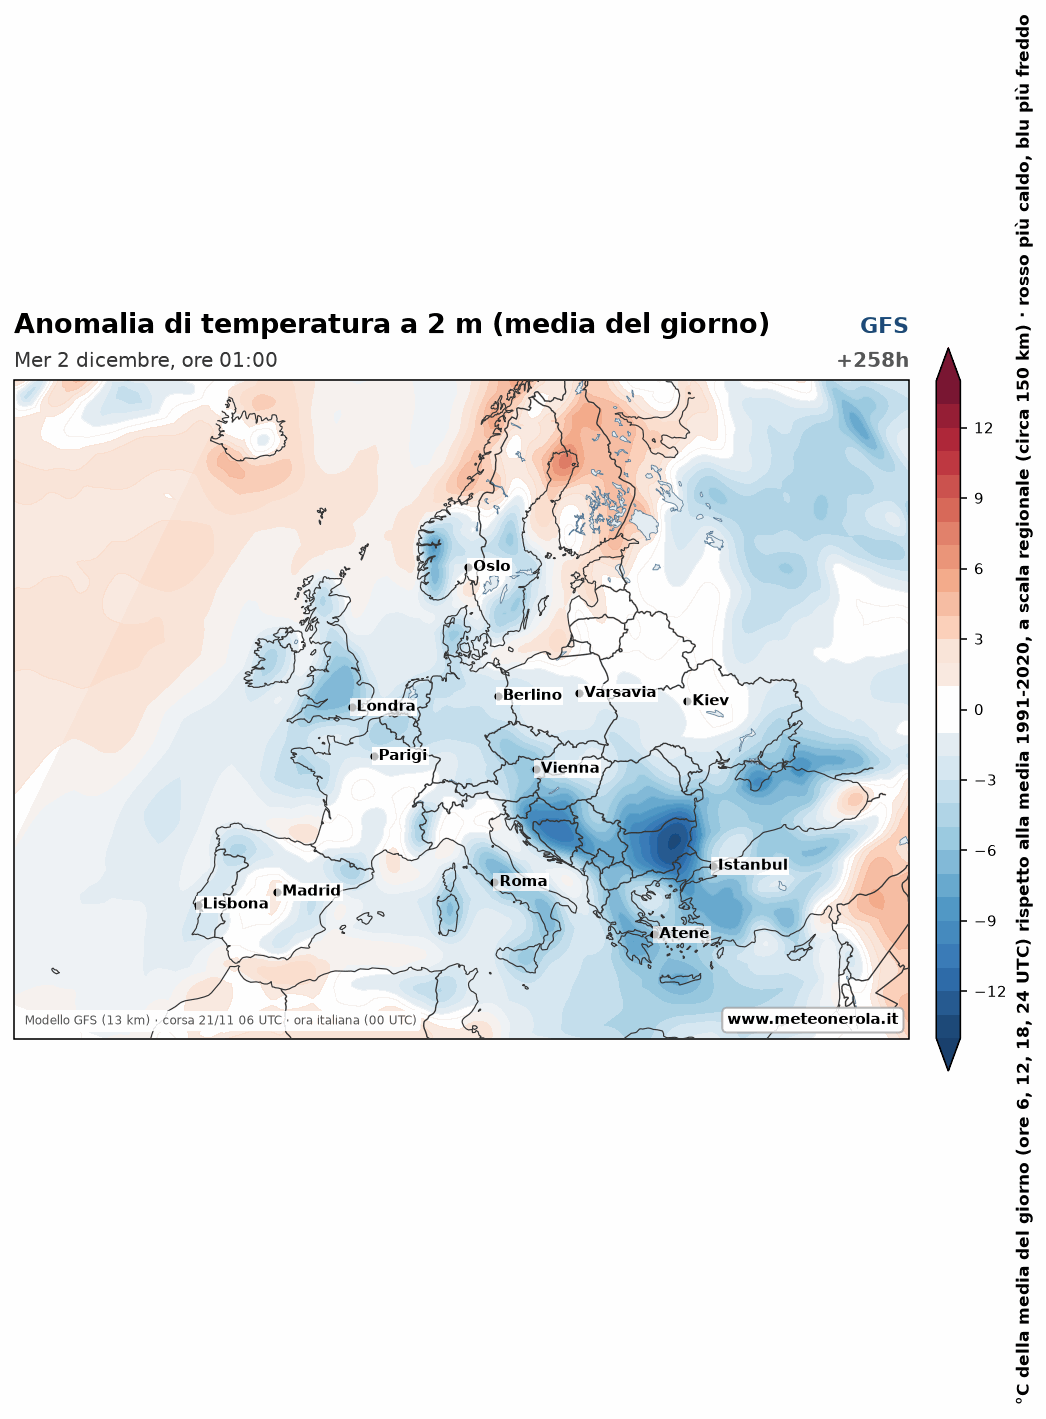 Anomalia di temperatura a 2 m (media del giorno)
GFS
Mer 2 dicembre, ore 01:00
+258h
Oslo
Londra
Berlino
Varsavia
Kiev
Parigi
Vienna
Istanbul
Roma
Madrid
Lisbona
Atene
Modello GFS (13 km) · corsa 21/11 06 UTC · ora italiana (00 UTC)
www.meteonerola.it
12
9
6
3
0
−3
−6
−9
−12
°C della media del giorno (ore 6, 12, 18, 24 UTC) rispetto alla media 1991-2020, a scala regionale (circa 150 km) · rosso più caldo, blu più freddo